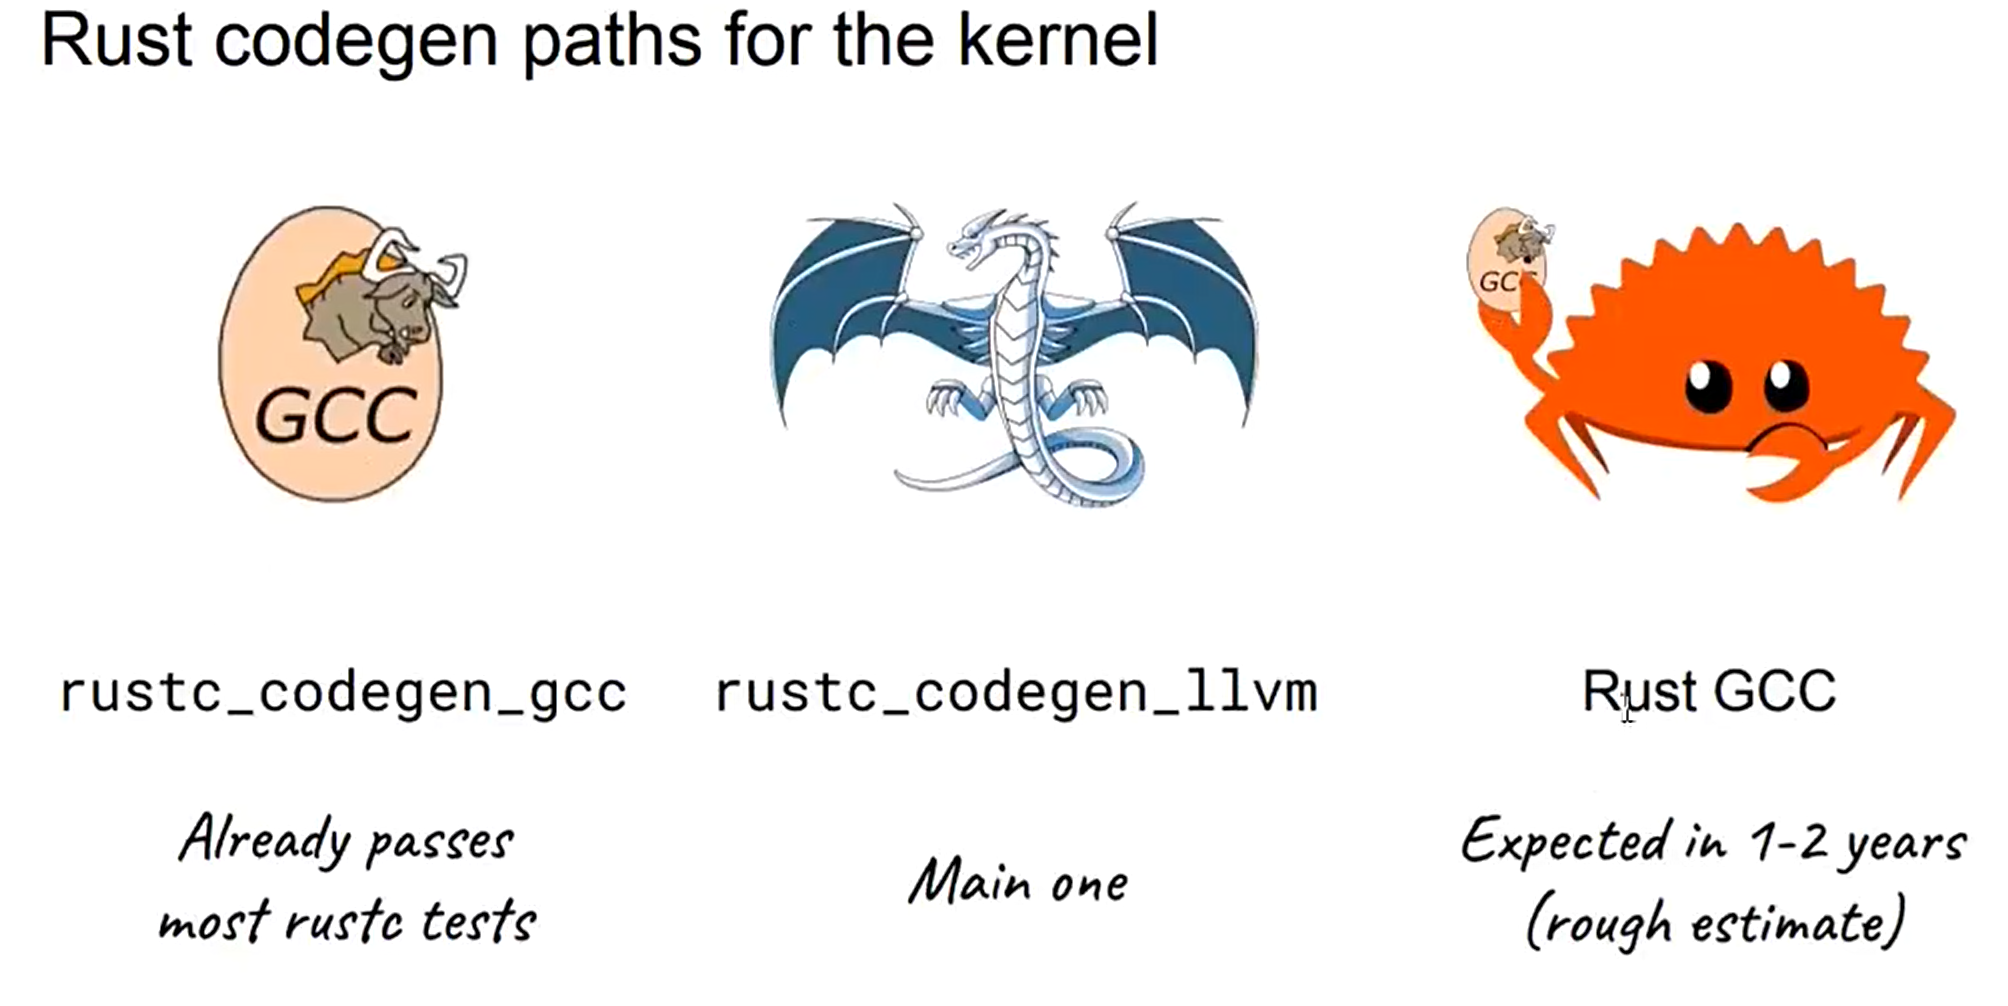 Rust codegen paths for the kernel
GCC
GCC
rustc_codegen_gcc
rustc_codegen_llvm
Rust GCC
Already passes
most rustc tests
Main one
Expected in 1-2 years
(rough estimate)